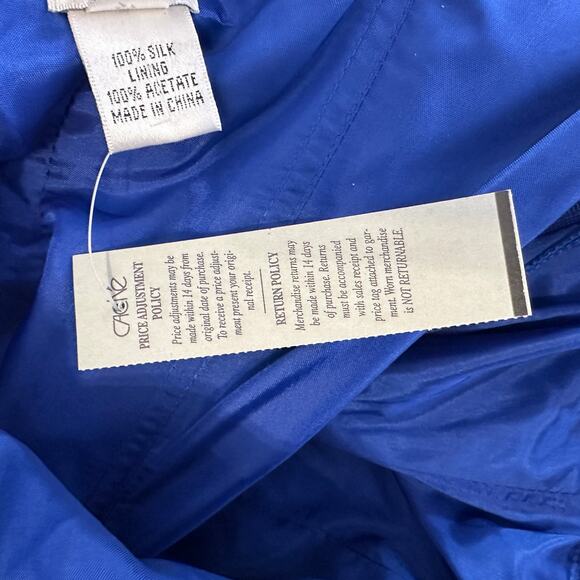 100% SILK
LINING
100% ACETATE
MADE IN CHINA
CACHE
PRICE ADJUSTMENT
POLICY
Price adjustments may be
made within 14 days from
original date of purchase.
To receive a price adjust-
ment present your origi-
nal receipt.
RETURN POLICY
Merchandise returns may
be made within 14 days
of purchase. Returns
must be accompanied
with sales receipt and
price tag attached to gar-
ment. Worn merchandise
is NOT RETURNABLE.